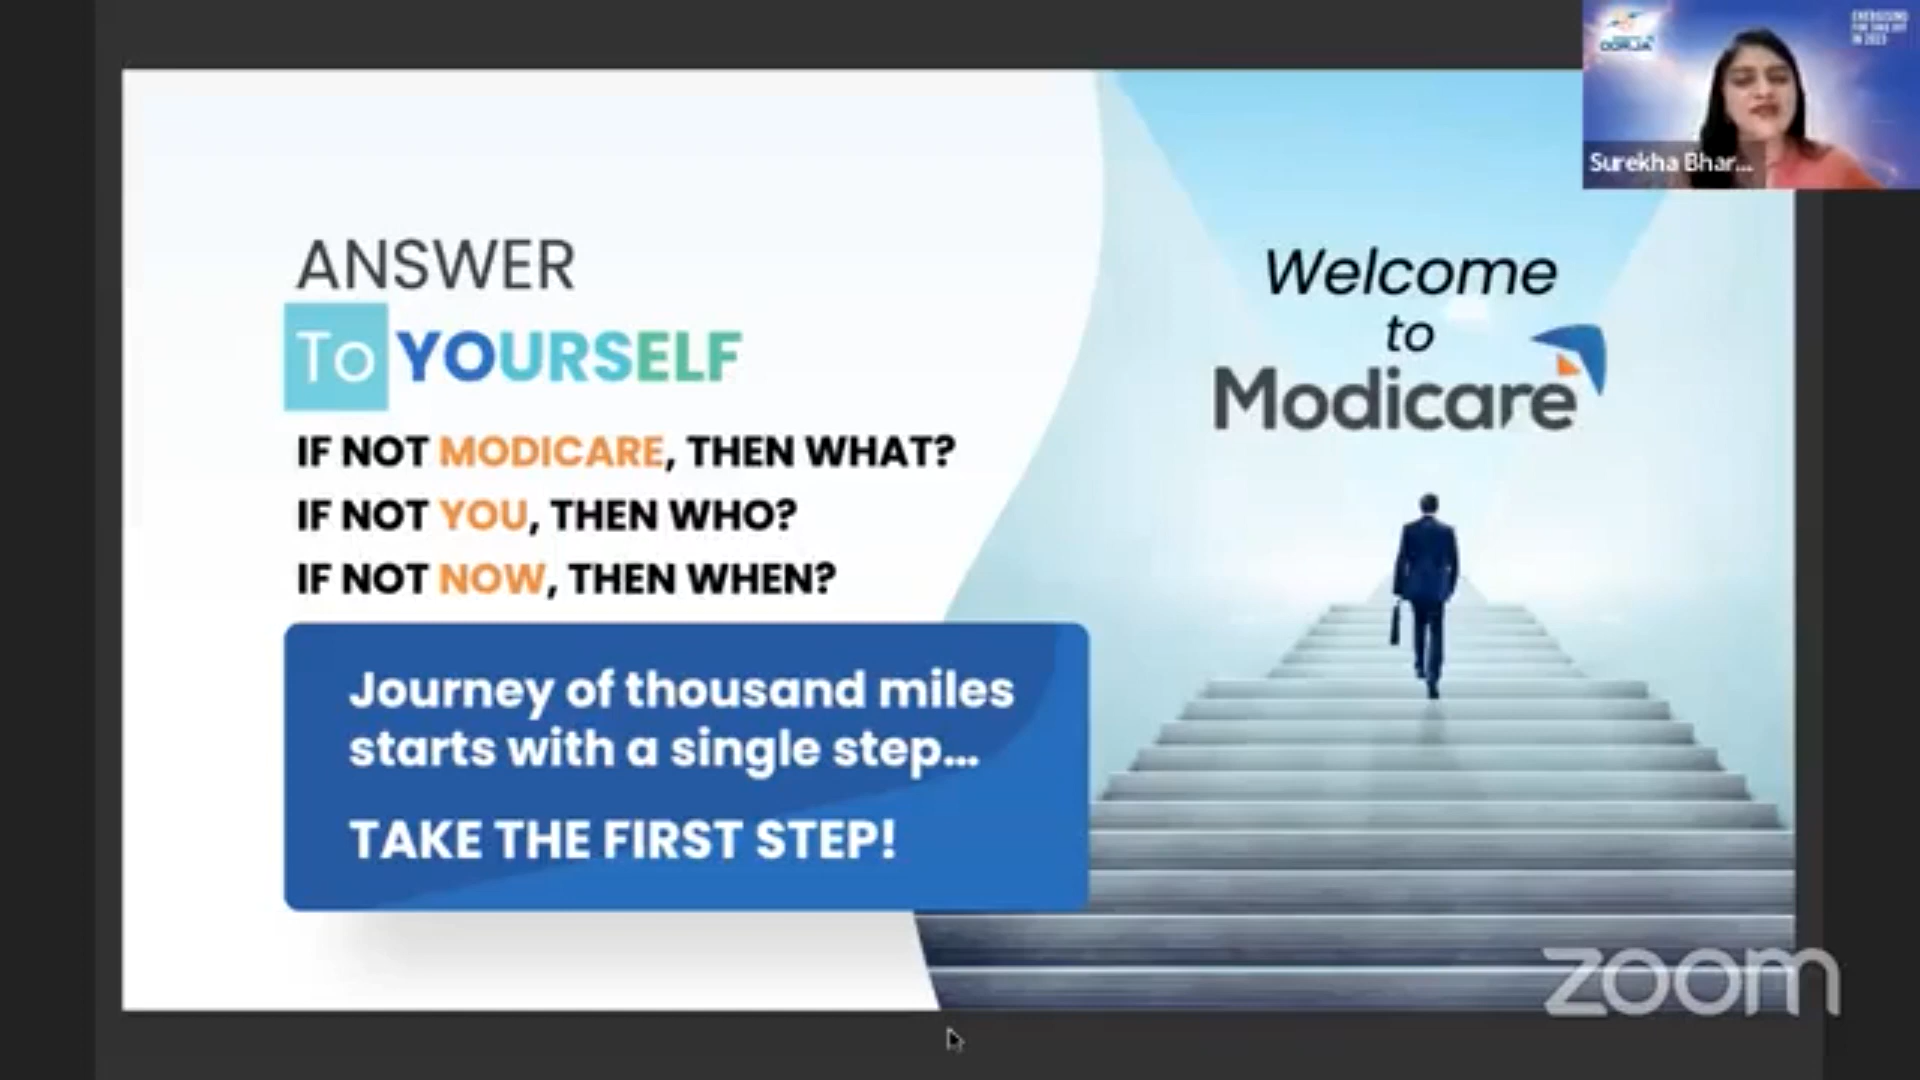 ANSWER
To YOURSELF
IF NOT MODICARE, THEN WHAT?
IF NOT YOU, THEN WHO?
IF NOT NOW, THEN WHEN?
Journey of thousand miles
starts with a single step...
TAKE THE FIRST STEP!
Welcome
to
Modicare
Surekha Bhar...
zoom